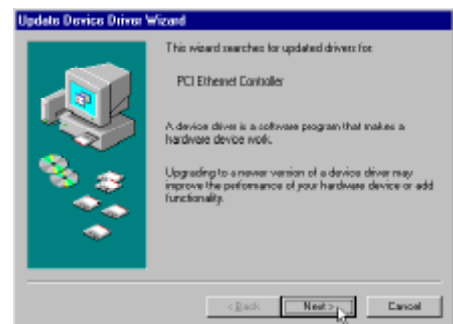 Update Device Driver Wizard
This wizard searches for updated drivers for:
PCI Ethernet Controller
A device driver is a software program that makes a
hardware device work.
Upgrading to a newer version of a device driver may
improve the performance of your hardware device or add
functionality.
< Back
Next >
Cancel